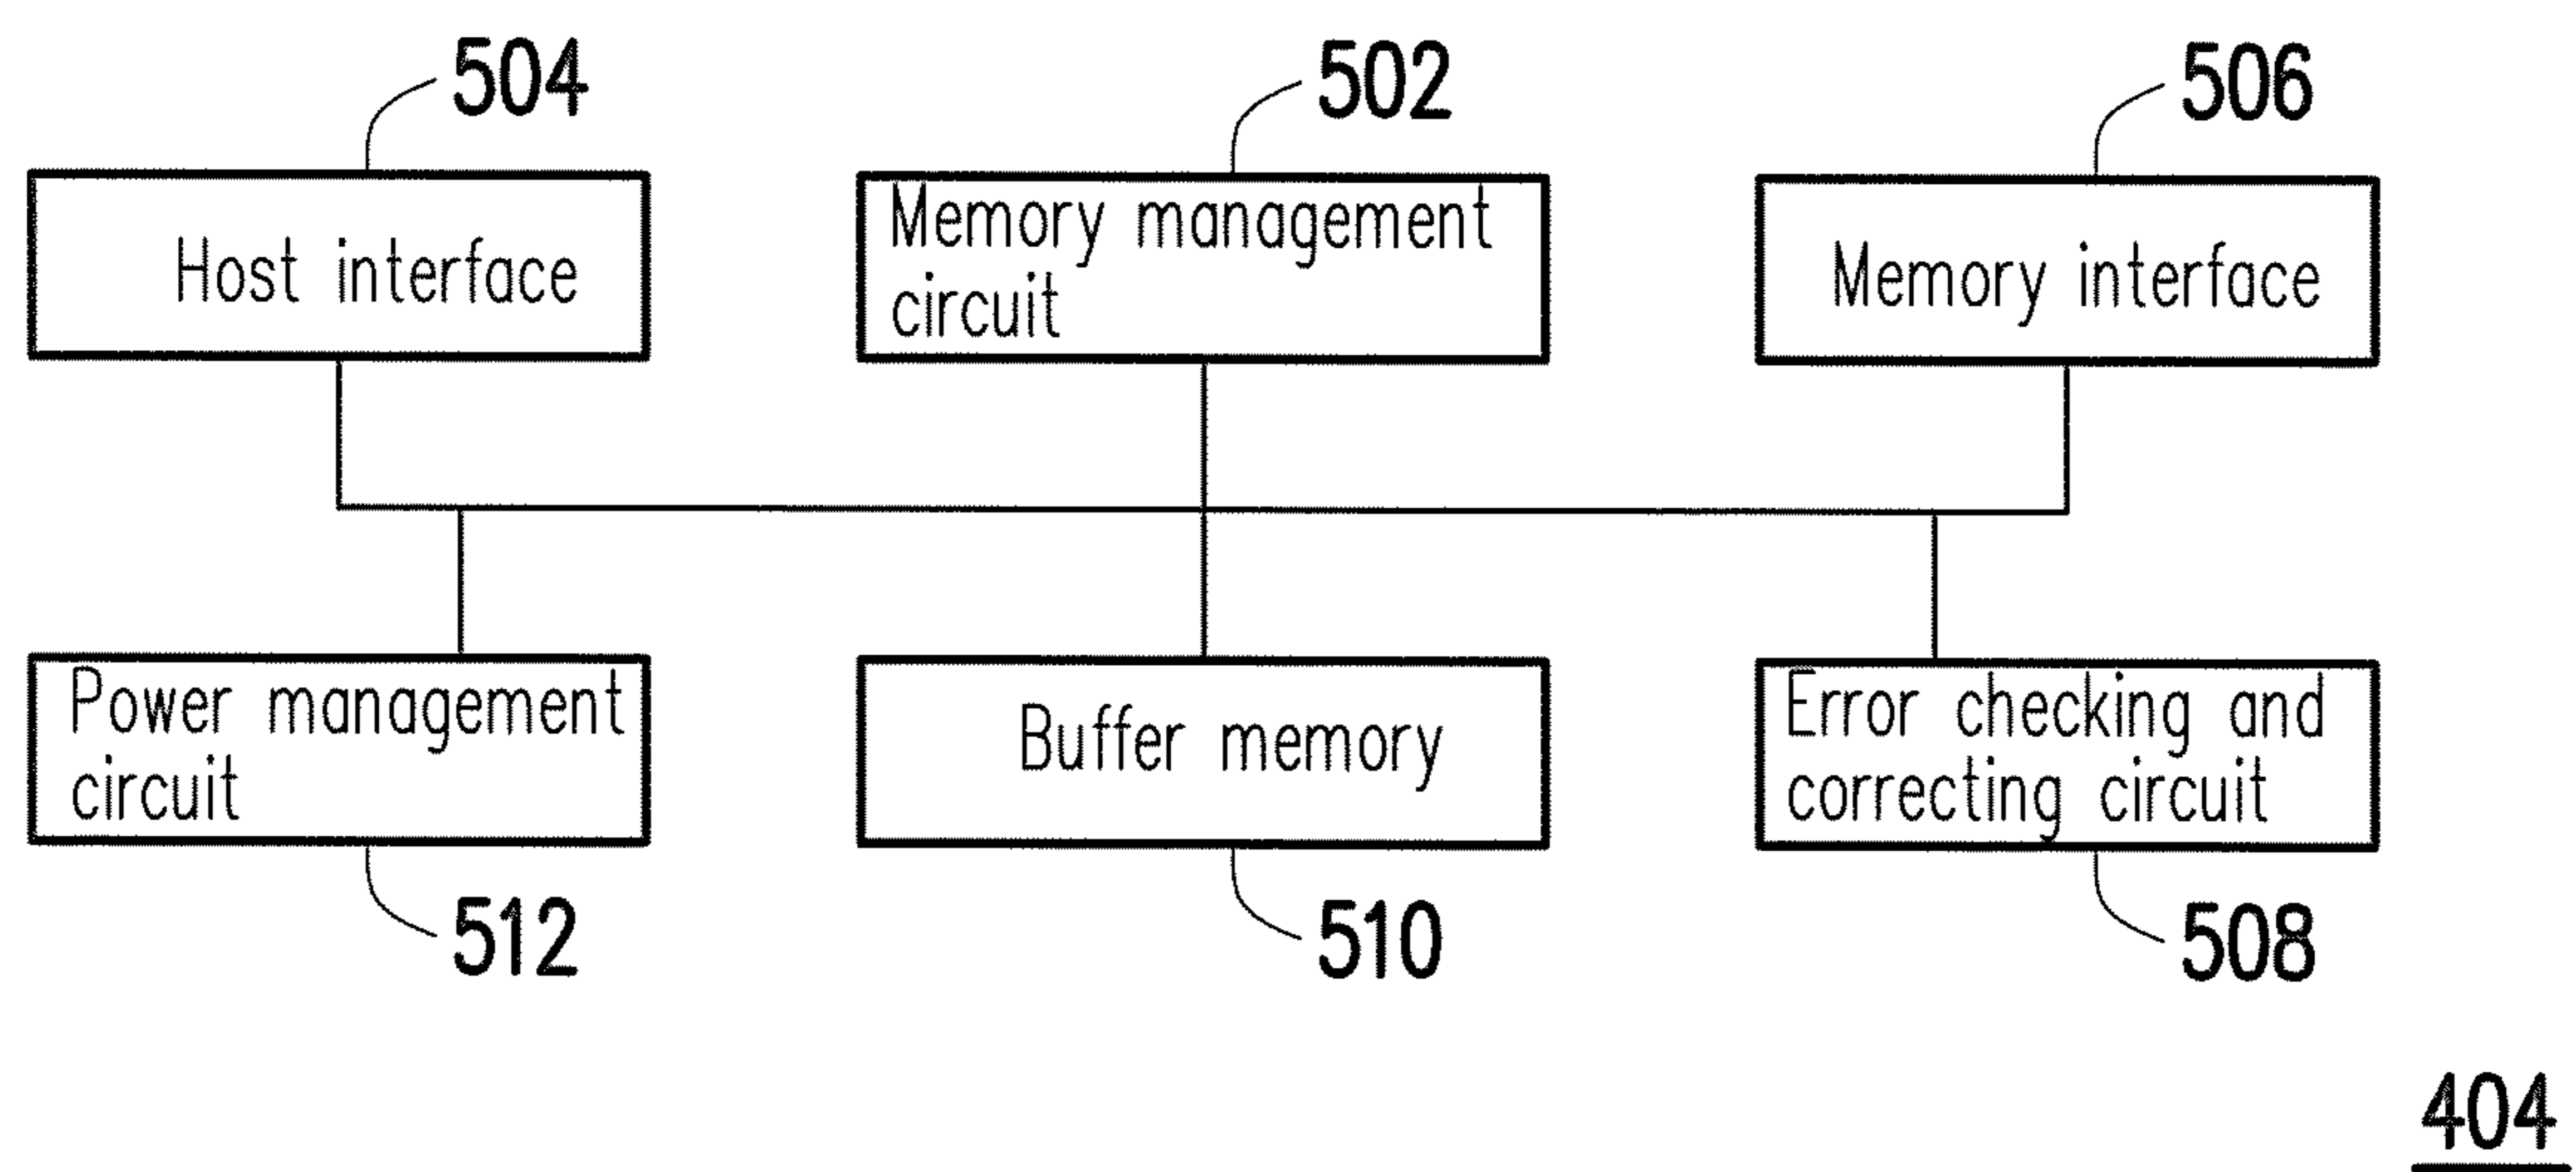 504
502
506
Host interface
Memory management
circuit
Memory interface
Power management
circuit
Buffer memory
Error checking and
correcting circuit
512
510
508
404